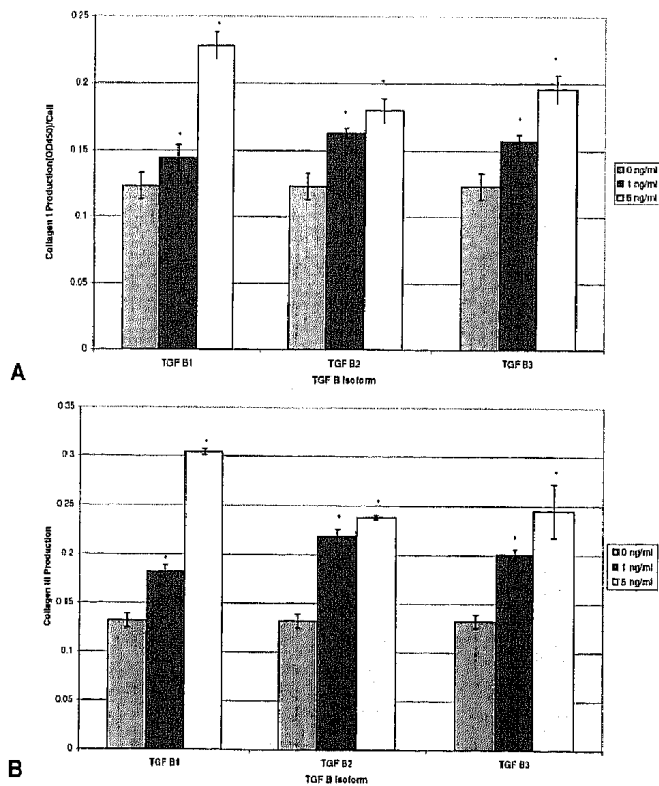 0.25
0.2
0.15
0.1
0.05
0
Collagen I Production(OD450)/Cell
TGF B1
TGF B2
TGF B3
TGF B Isoform
0 ng/ml
1 ng/ml
5 ng/ml
A
0.35
0.3
0.25
0.2
0.15
0.1
0.05
0
Collagen III Production
TGF B1
TGF B2
TGF B3
TGF B Isoform
0 ng/ml
1 ng/ml
5 ng/ml
B